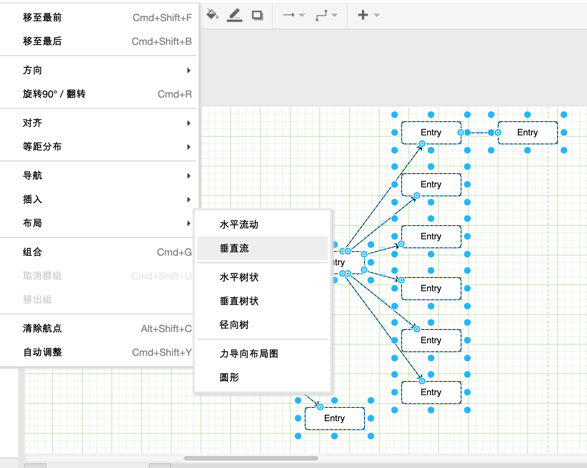 移至最前 Cmd+Shift+F
移至最后 Cmd+Shift+B
方向
旋转90° / 翻转 Cmd+R
对齐
等距分布
导航
插入
布局
组合 Cmd+G
取消群组 Cmd+Shift+U
移出组
清除航点 Alt+Shift+C
自动调整 Cmd+Shift+Y
水平流动
垂直流
水平树状
垂直树状
径向树
力导向布局图
圆形
Entry
Entry
Entry
Entry
ntry
Entry
Entry
Entry
Entry